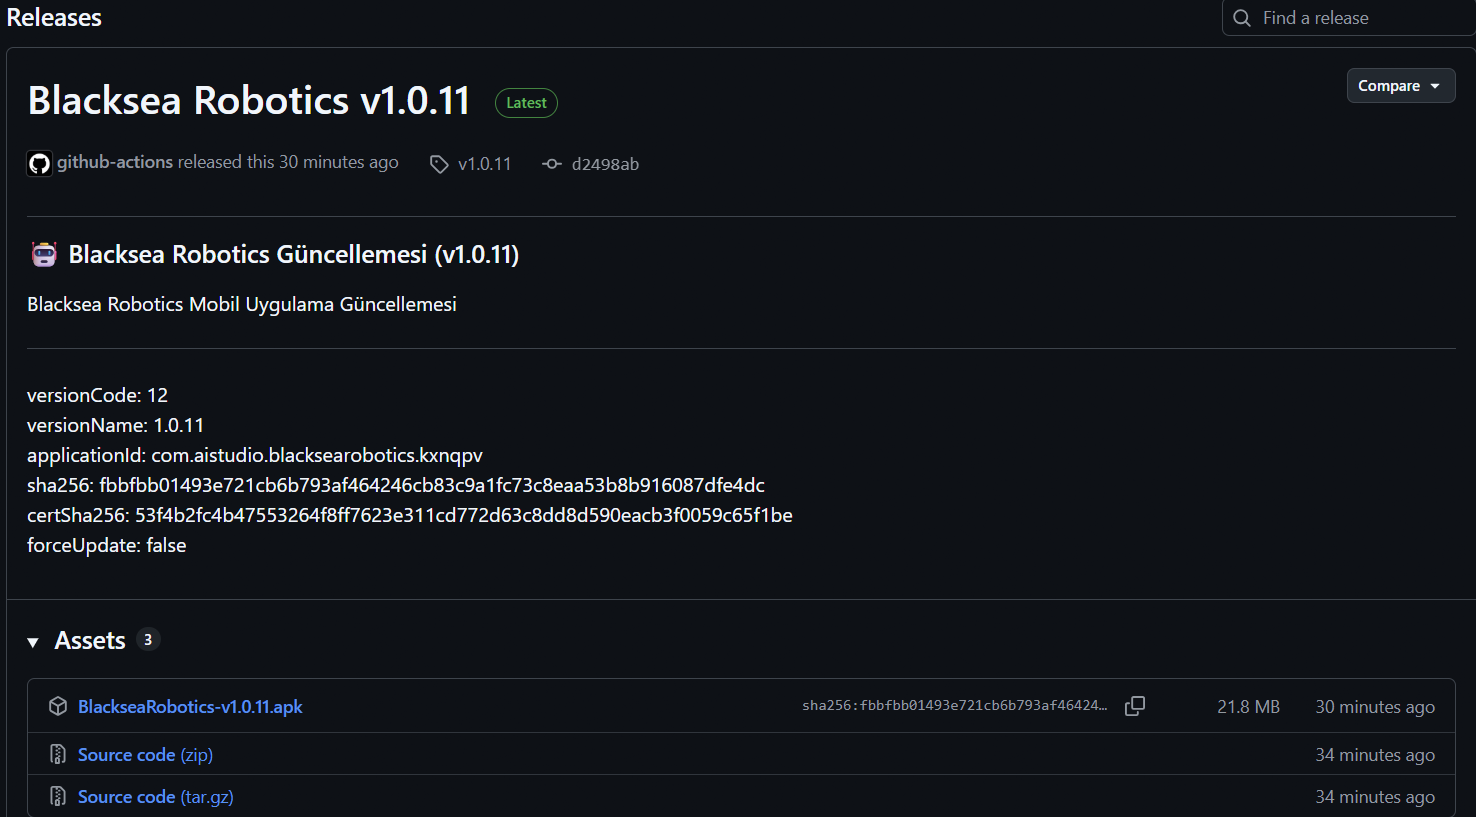 Releases
Find a release
Blacksea Robotics v1.0.11
Latest
Compare
github-actions released this 30 minutes ago
v1.0.11
d2498ab
Blacksea Robotics Güncellemesi (v1.0.11)
Blacksea Robotics Mobil Uygulama Güncellemesi
versionCode: 12
versionName: 1.0.11
applicationId: com.aistudio.blacksearobotics.kxnqpv
sha256: fbbfbb01493e721cb6b793af464246cb83c9a1fc73c8eaa53b8b916087dfe4dc
certSha256: 53f4b2fc4b47553264f8ff7623e311cd772d63c8dd8d590eacb3f0059c65f1be
forceUpdate: false
Assets 3
BlackseaRobotics-v1.0.11.apk sha256:fbbfbb01493e721cb6b793af46424… 21.8 MB 30 minutes ago
Source code (zip) 34 minutes ago
Source code (tar.gz) 34 minutes ago